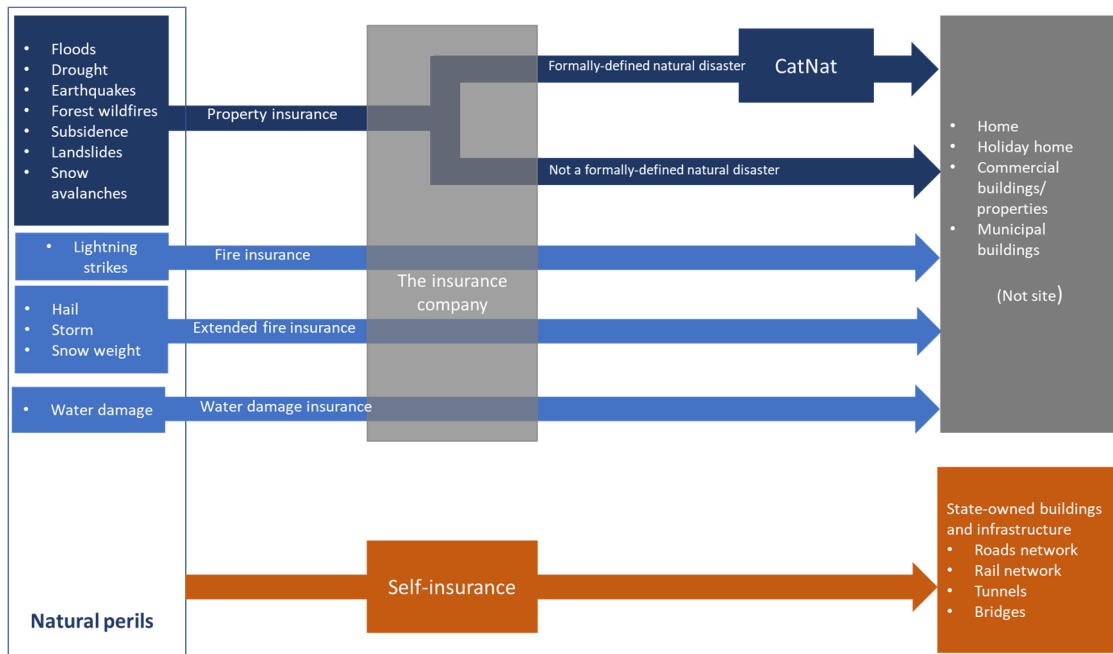 • Floods
• Drought
• Earthquakes
• Forest wildfires
• Subsidence
• Landslides
• Snow
avalanches
Property insurance
Formally-defined natural disaster
CatNat
Not a formally-defined natural disaster
• Lightning
strikes
Fire insurance
• Hail
• Storm
• Snow weight
Extended fire insurance
• Water damage
Water damage insurance
The insurance
company
• Home
• Holiday home
• Commercial
buildings/
properties
• Municipal
buildings
(Not site)
Natural perils
Self-insurance
State-owned buildings
and infrastructure
• Roads network
• Rail network
• Tunnels
• Bridges